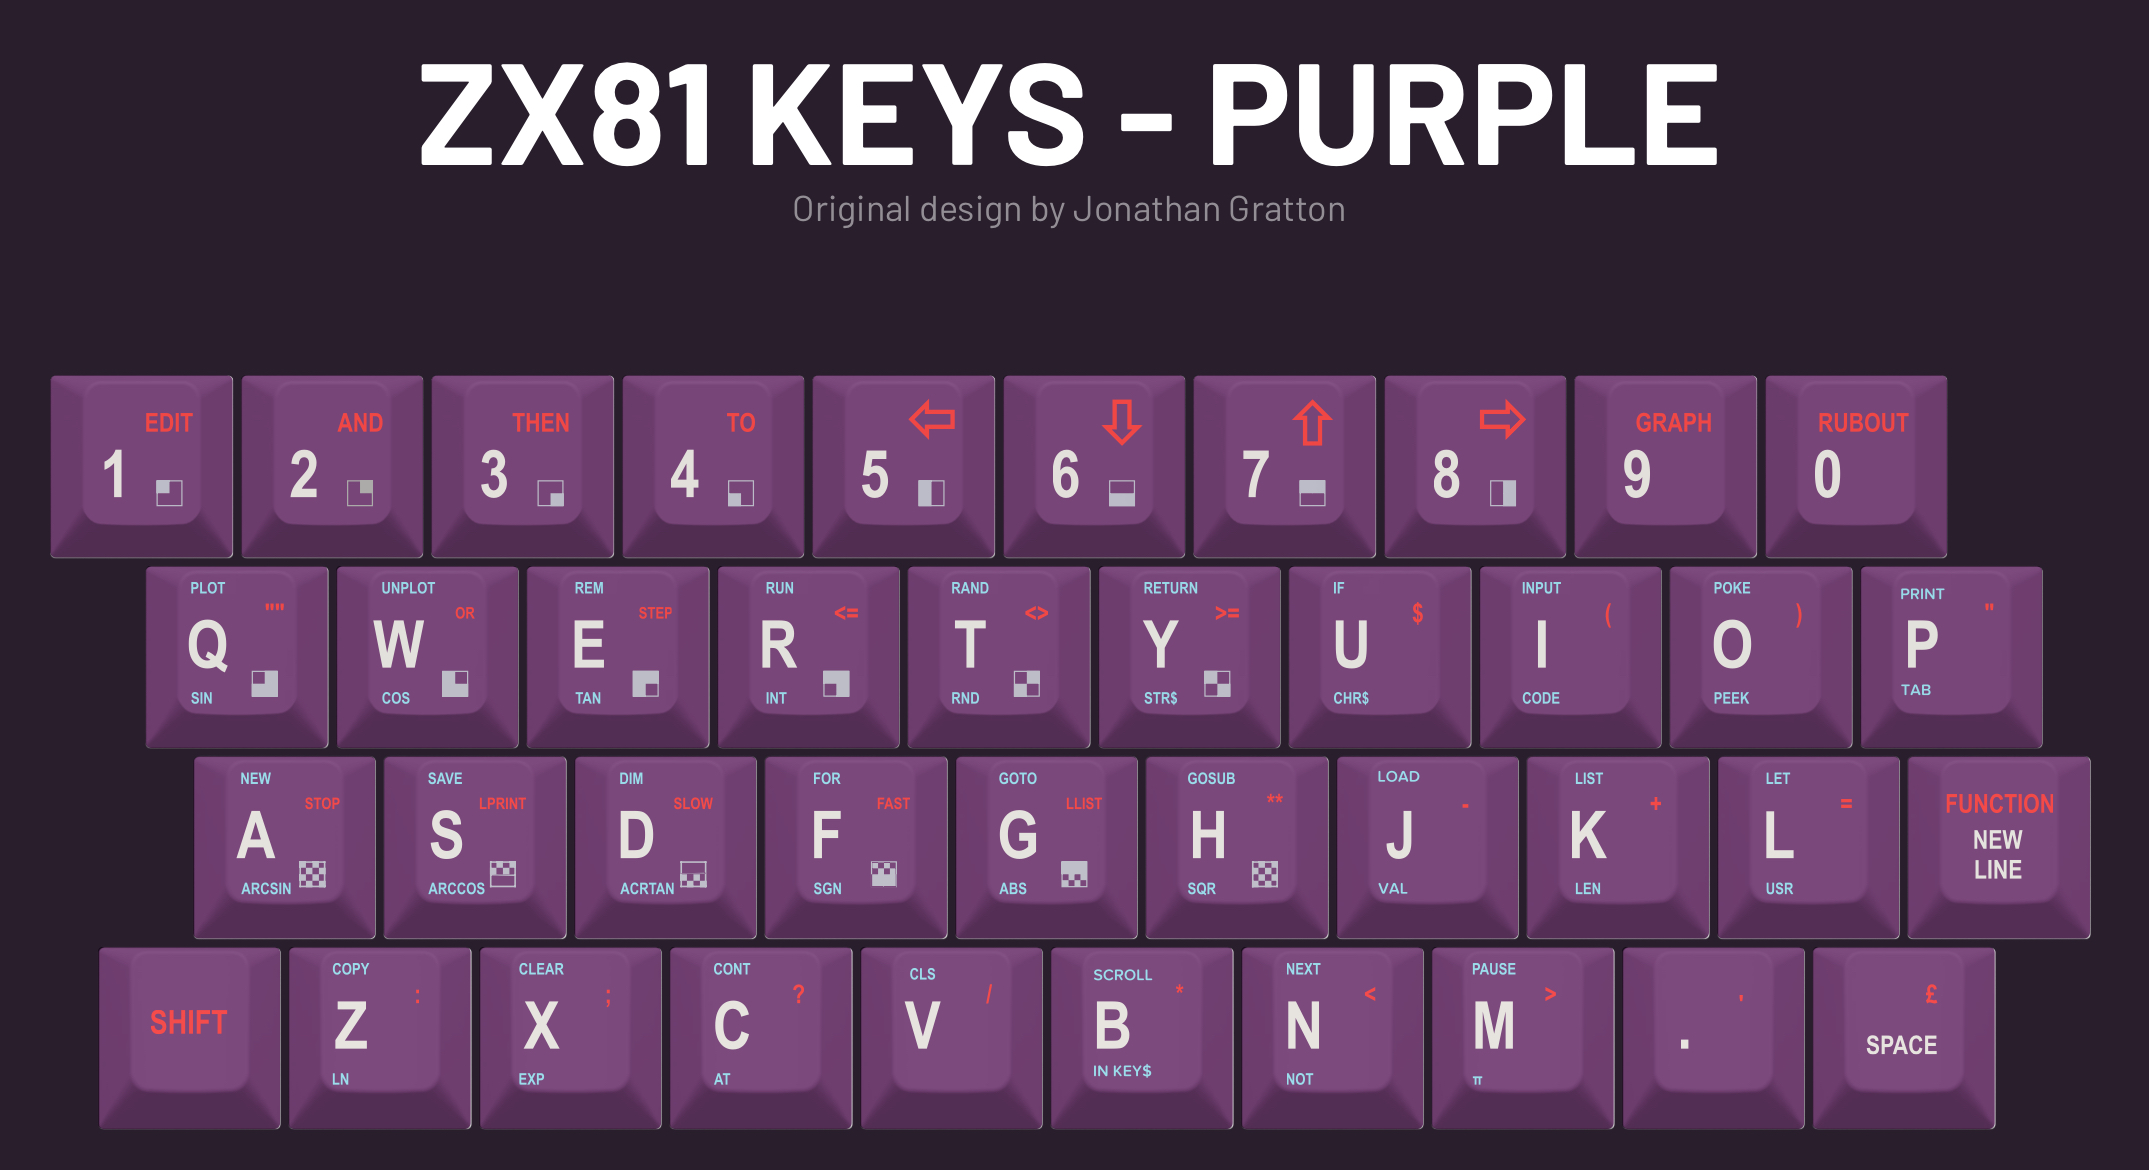 ZX81 KEYS - PURPLE
Original design by Jonathan Gratton
EDIT AND THEN TO GRAPH RUBOUT
1 2 3 4 5 6 7 8 9 0
PLOT UNPLOT REM RUN RAND RETURN IF INPUT POKE PRINT
"" OR STEP <= <> >= $ ( ) "
Q W E R T Y U I O P
SIN COS TAN INT RND STR$ CHR$ CODE PEEK TAB
NEW SAVE DIM FOR GOTO GOSUB LOAD LIST LET
STOP LPRINT SLOW FAST LLIST ** - + = FUNCTION
A S D F G H J K L NEW
LINE
ARCSIN ARCCOS ACRTAN SGN ABS SQR VAL LEN USR
COPY CLEAR CONT CLS SCROLL NEXT PAUSE
: ; ? / * < > ' £
SHIFT Z X C V B N M . SPACE
LN EXP AT IN KEY$ NOT π